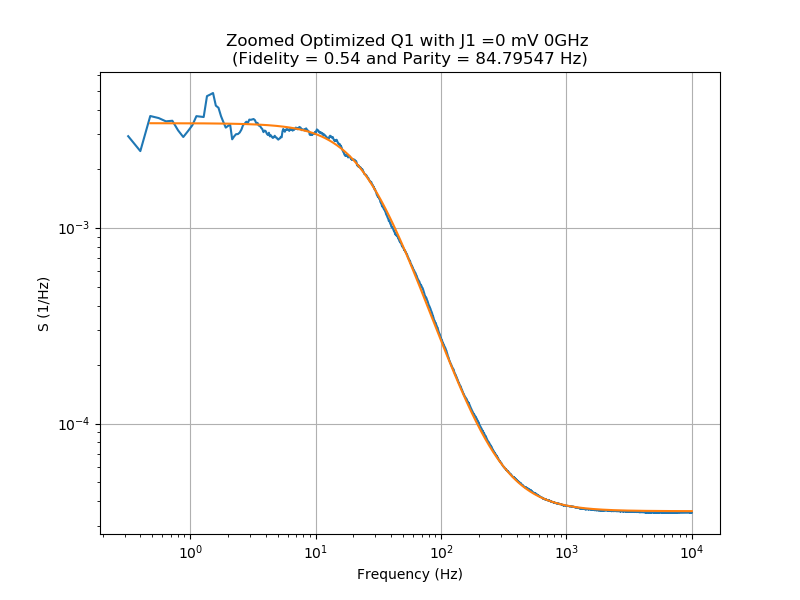 Zoomed Optimized Q1 with J1 =0 mV 0GHz
(Fidelity = 0.54 and Parity = 84.79547 Hz)
S (1/Hz)
10⁻³
10⁻⁴
10⁰ 10¹ 10² 10³ 10⁴
Frequency (Hz)